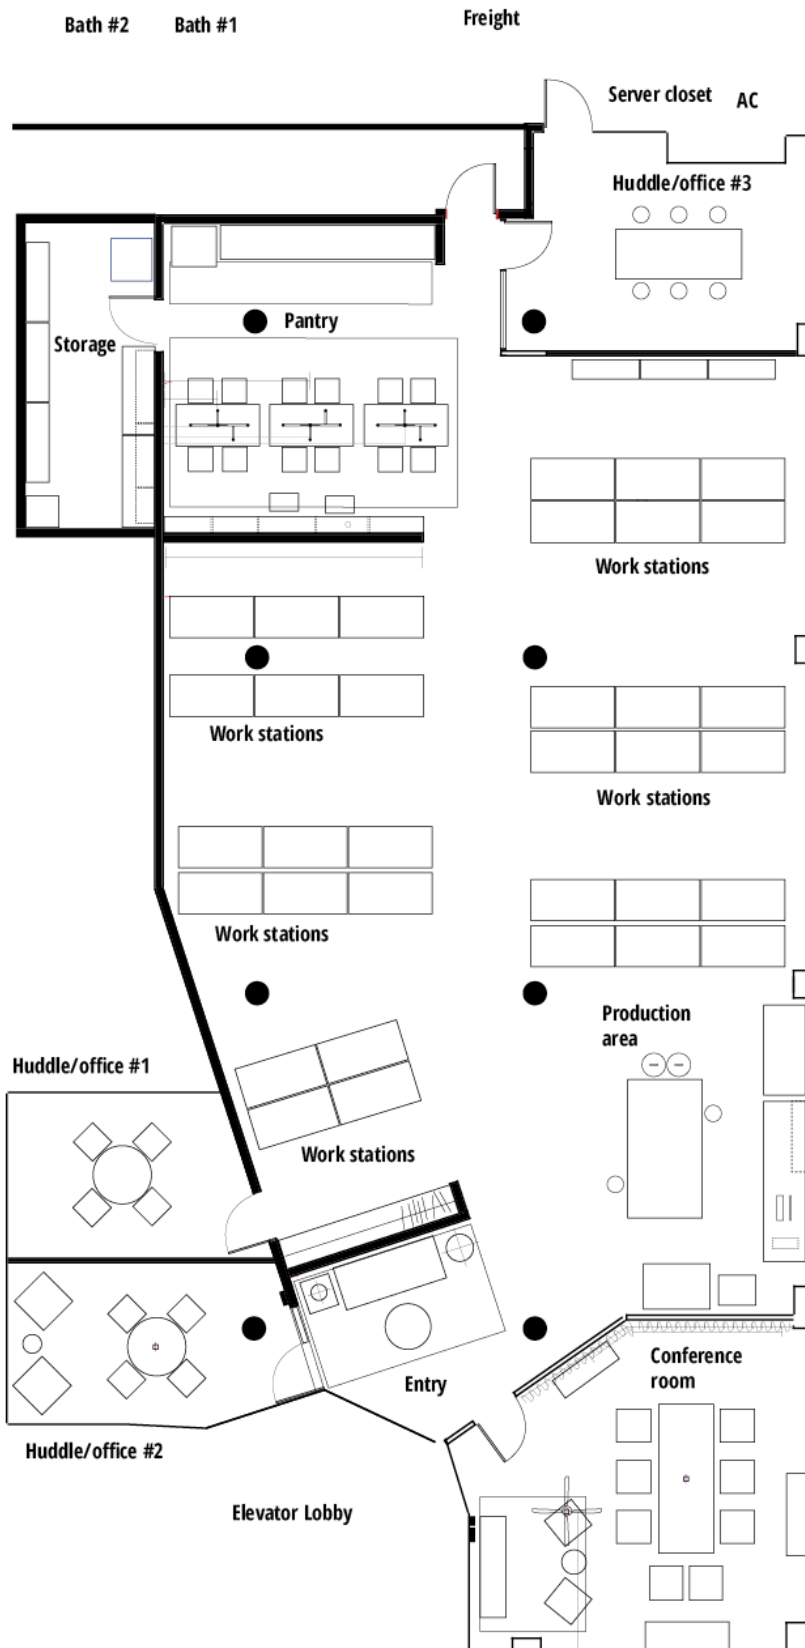 Bath #2
Bath #1
Freight
Server closet
AC
Huddle/office #3
Pantry
Storage
Work stations
Work stations
Work stations
Work stations
Production
area
Huddle/office #1
Work stations
Conference
room
Entry
Huddle/office #2
Elevator Lobby